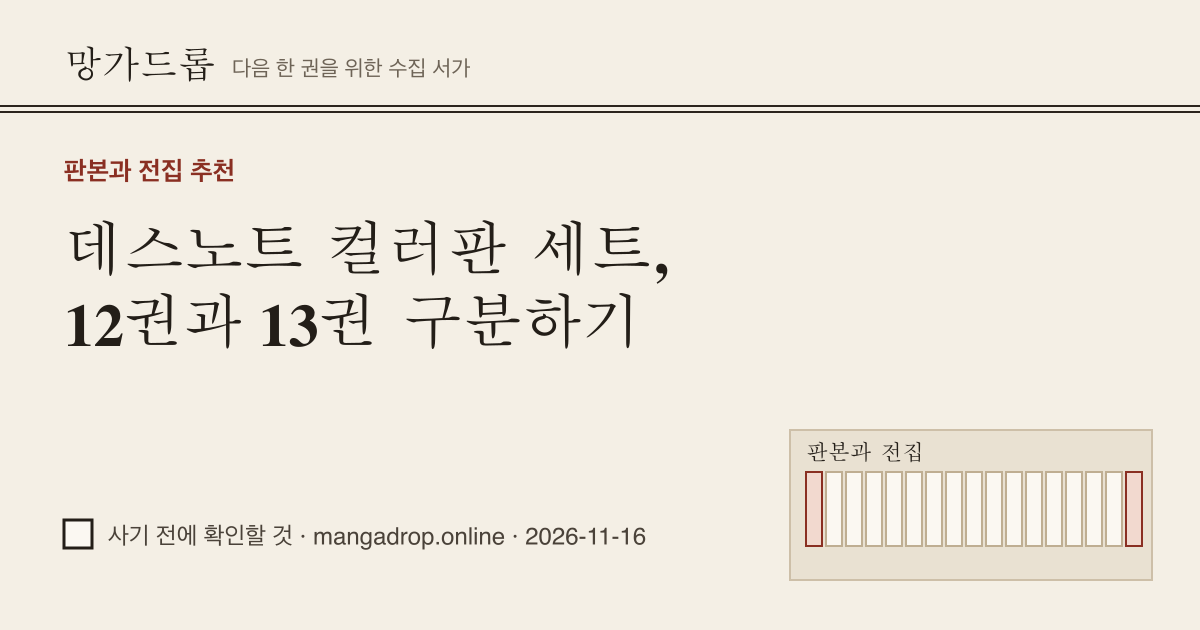 망가드롭 다음 한 권을 위한 수집 서가
판본과 전집 추천
데스노트 컬러판 세트,
12권과 13권 구분하기
판본과 전집
사기 전에 확인할 것 · mangadrop.online · 2026-11-16